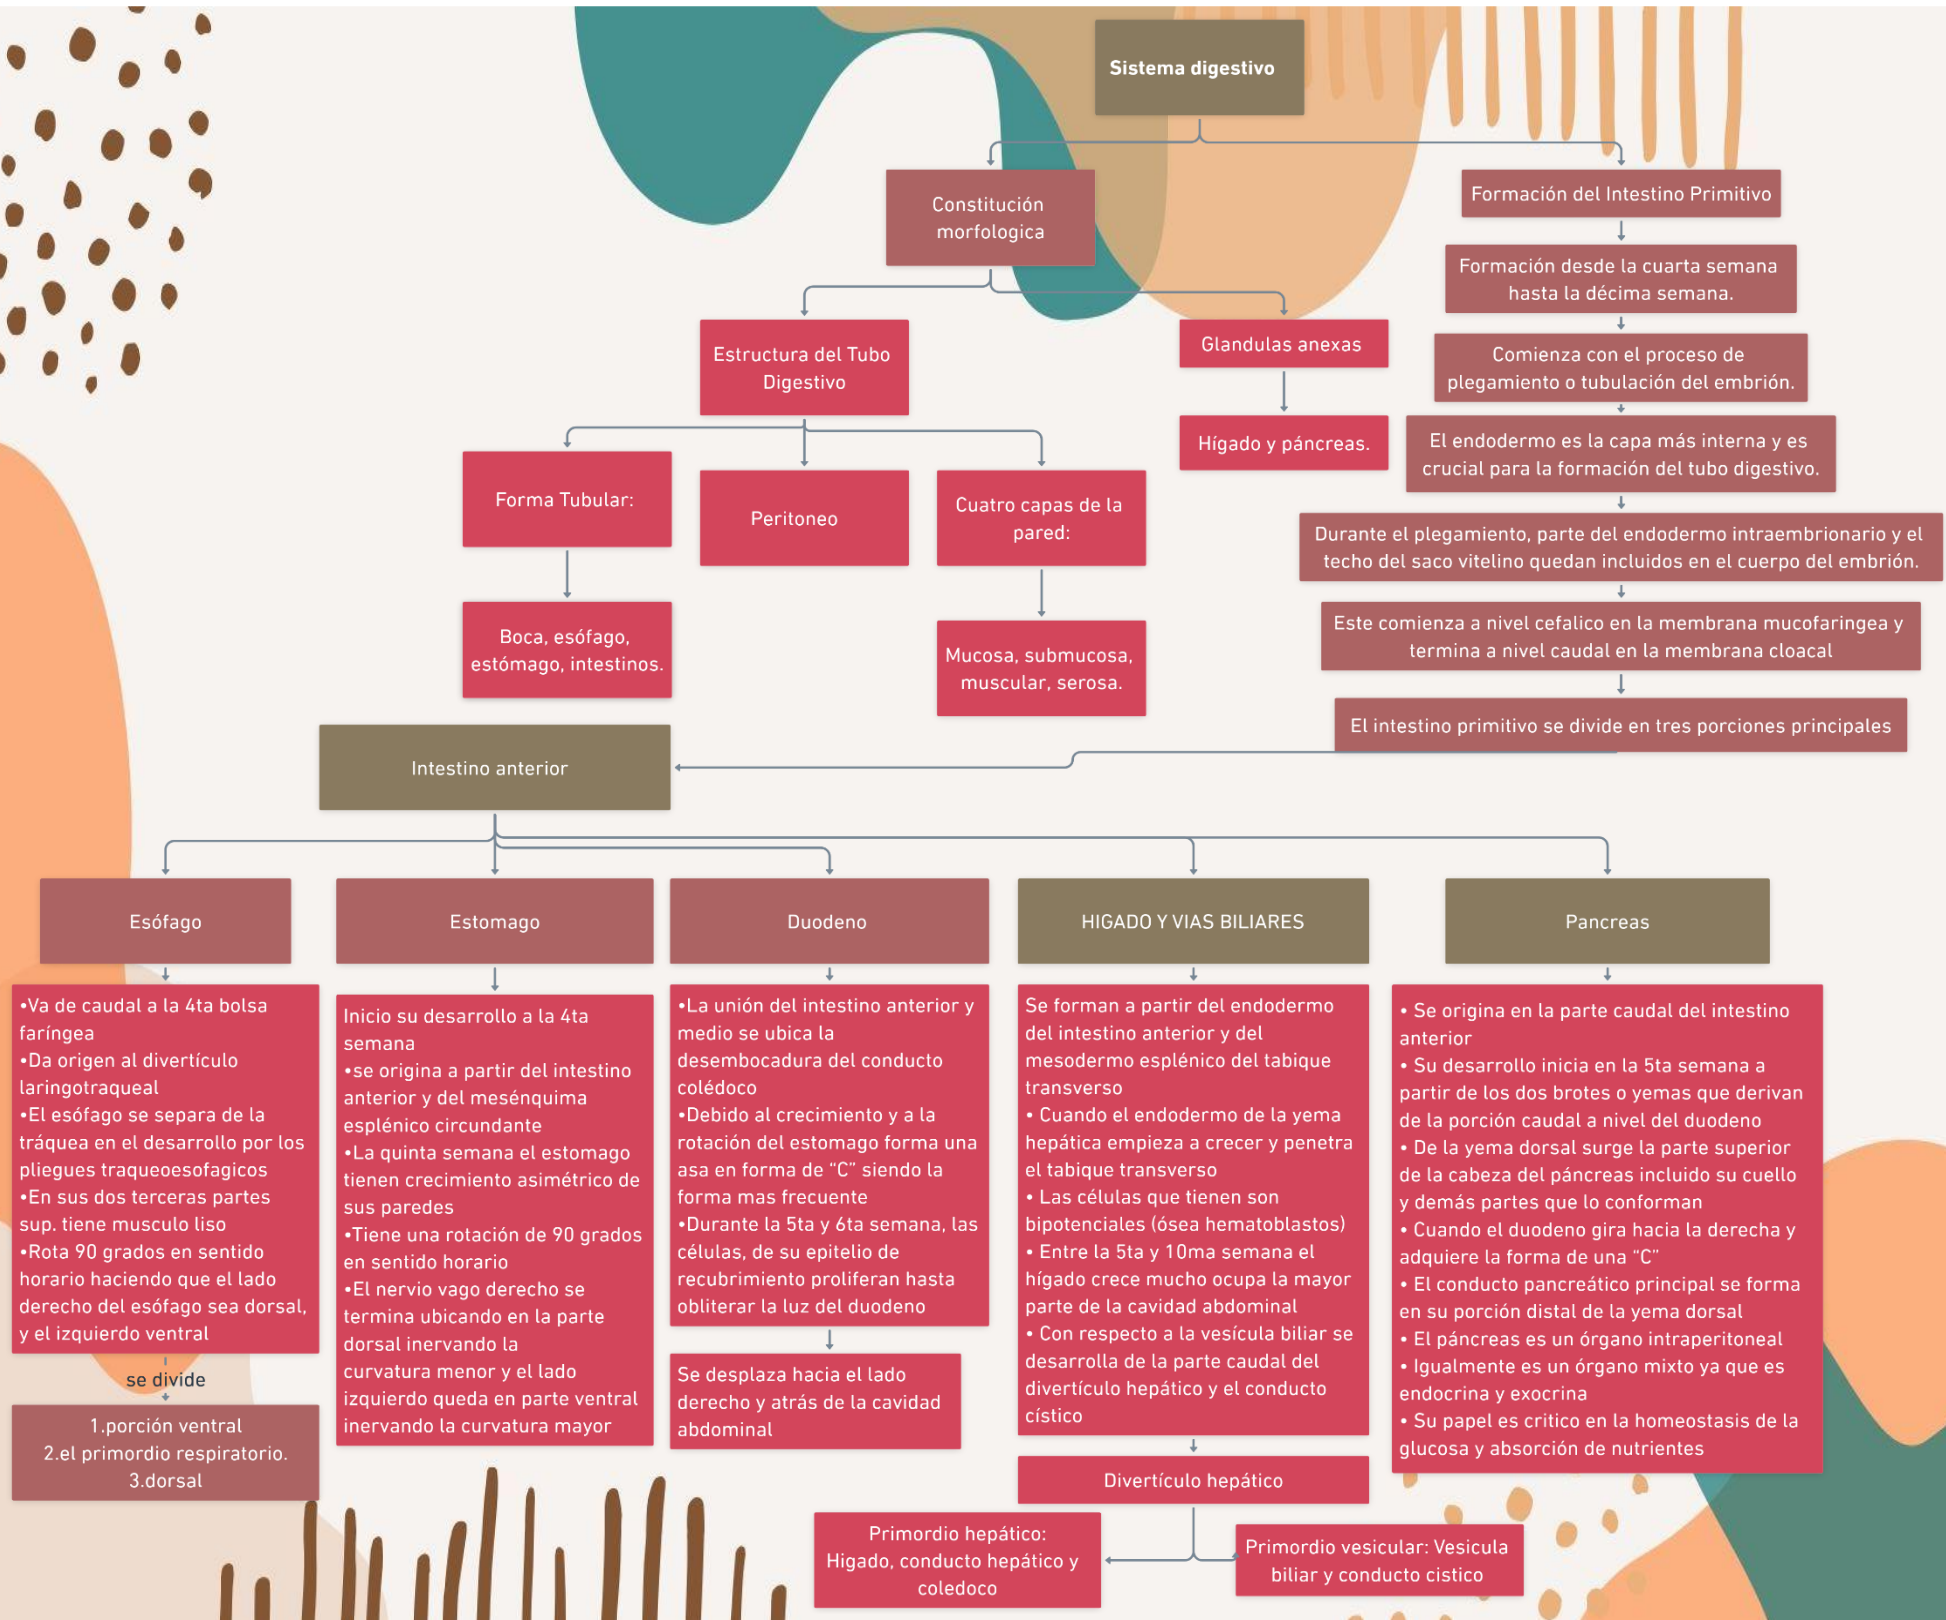 Sistema digestivo
Constitución
morfologica
Formación del Intestino Primitivo
Formación desde la cuarta semana
hasta la décima semana.
Estructura del Tubo
Digestivo
Glandulas anexas
Comienza con el proceso de
plegamiento o tubulación del embrión.
Hígado y páncreas.
El endodermo es la capa más interna y es
crucial para la formación del tubo digestivo.
Forma Tubular:
Peritoneo
Cuatro capas de la
pared:
Durante el plegamiento, parte del endodermo intraembrionario y el
techo del saco vitelino quedan incluidos en el cuerpo del embrión.
Boca, esófago,
estómago, intestinos.
Mucosa, submucosa,
muscular, serosa.
Este comienza a nivel cefalico en la membrana mucofaringea y
termina a nivel caudal en la membrana cloacal
El intestino primitivo se divide en tres porciones principales
Intestino anterior
Esófago
Estomago
Duodeno
HIGADO Y VIAS BILIARES
Pancreas
•Va de caudal a la 4ta bolsa
faríngea
•Da origen al divertículo
laringotraqueal
•El esófago se separa de la
tráquea en el desarrollo por los
pliegues traqueoesofagicos
•En sus dos terceras partes
sup. tiene musculo liso
•Rota 90 grados en sentido
horario haciendo que el lado
derecho del esófago sea dorsal,
y el izquierdo ventral
se divide
1.porción ventral
2.el primordio respiratorio.
3.dorsal
Inicio su desarrollo a la 4ta
semana
•se origina a partir del intestino
anterior y del mesénquima
esplénico circundante
•La quinta semana el estomago
tienen crecimiento asimétrico de
sus paredes
•Tiene una rotación de 90 grados
en sentido horario
•El nervio vago derecho se
termina ubicando en la parte
dorsal inervando la
curvatura menor y el lado
izquierdo queda en parte ventral
inervando la curvatura mayor
•La unión del intestino anterior y
medio se ubica la
desembocadura del conducto
colédoco
•Debido al crecimiento y a la
rotación del estomago forma una
asa en forma de “C” siendo la
forma mas frecuente
•Durante la 5ta y 6ta semana, las
células, de su epitelio de
recubrimiento proliferan hasta
obliterar la luz del duodeno
Se desplaza hacia el lado
derecho y atrás de la cavidad
abdominal
Se forman a partir del endodermo
del intestino anterior y del
mesodermo esplénico del tabique
transverso
• Cuando el endodermo de la yema
hepática empieza a crecer y penetra
el tabique transverso
• Las células que tienen son
bipotenciales (ósea hematoblastos)
• Entre la 5ta y 10ma semana el
hígado crece mucho ocupa la mayor
parte de la cavidad abdominal
• Con respecto a la vesícula biliar se
desarrolla de la parte caudal del
divertículo hepático y el conducto
cístico
Divertículo hepático
Primordio hepático:
Higado, conducto hepático y
coledoco
Primordio vesicular: Vesicula
biliar y conducto cistico
• Se origina en la parte caudal del intestino
anterior
• Su desarrollo inicia en la 5ta semana a
partir de los dos brotes o yemas que derivan
de la porción caudal a nivel del duodeno
• De la yema dorsal surge la parte superior
de la cabeza del páncreas incluido su cuello
y demás partes que lo conforman
• Cuando el duodeno gira hacia la derecha y
adquiere la forma de una “C”
• El conducto pancreático principal se forma
en su porción distal de la yema dorsal
• El páncreas es un órgano intraperitoneal
• Igualmente es un órgano mixto ya que es
endocrina y exocrina
• Su papel es critico en la homeostasis de la
glucosa y absorción de nutrientes